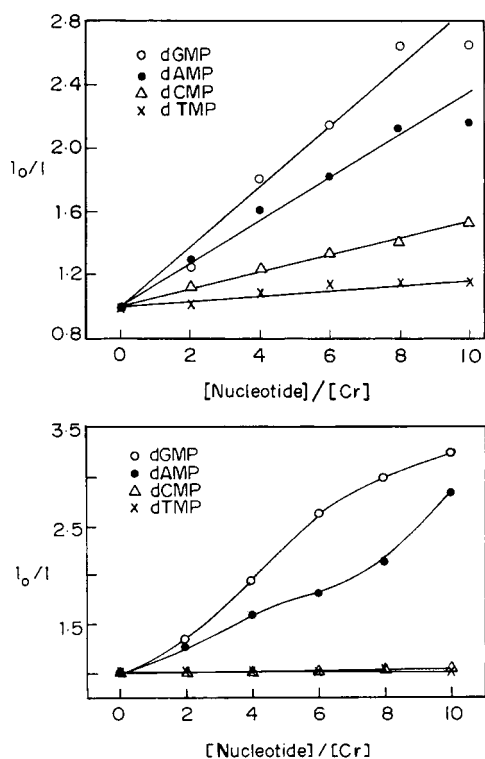 2·8
2·4
2·0
1·6
1·2
0·8
I₀/I
○ dGMP
● dAMP
△ dCMP
× dTMP
0 2 4 6 8 10
[Nucleotide]/[Cr]
3·5
2·5
1·5
I₀/I
○ dGMP
● dAMP
△ dCMP
× dTMP
0 2 4 6 8 10
[Nucleotide]/[Cr]